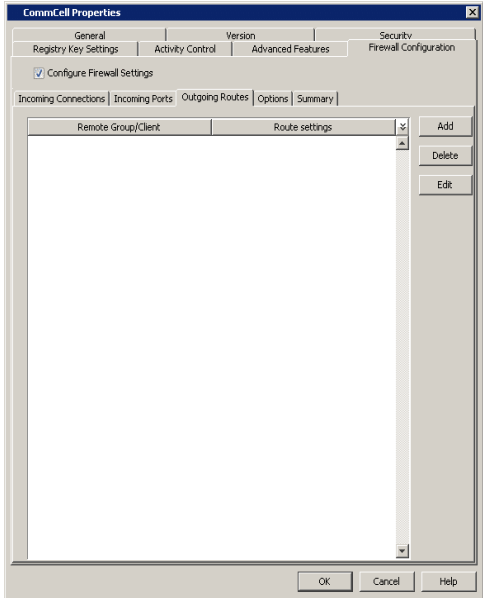 CommCell Properties
General Version Security
Registry Key Settings Activity Control Advanced Features Firewall Configuration
Configure Firewall Settings
Incoming Connections Incoming Ports Outgoing Routes Options Summary
Remote Group/Client Route settings Add
Delete
Edit
OK Cancel Help